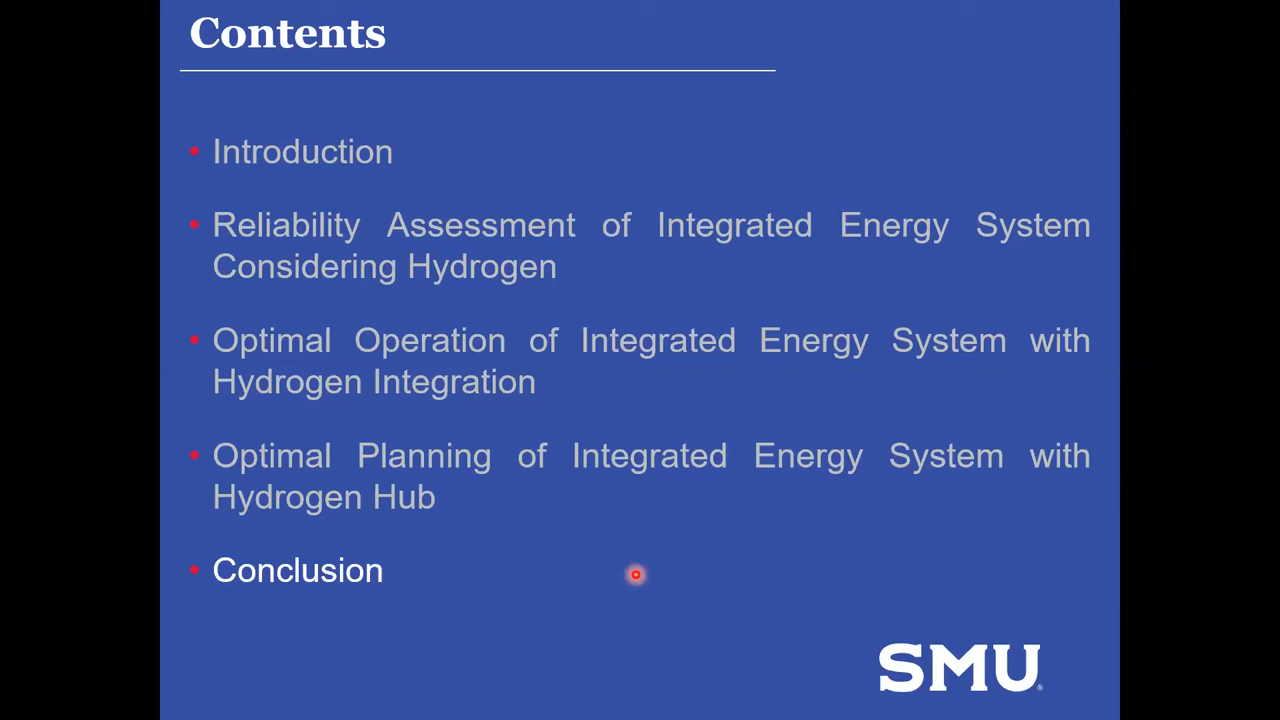 Contents
• Introduction
• Reliability Assessment of Integrated Energy System
Considering Hydrogen
• Optimal Operation of Integrated Energy System with
Hydrogen Integration
• Optimal Planning of Integrated Energy System with
Hydrogen Hub
• Conclusion
SMU®